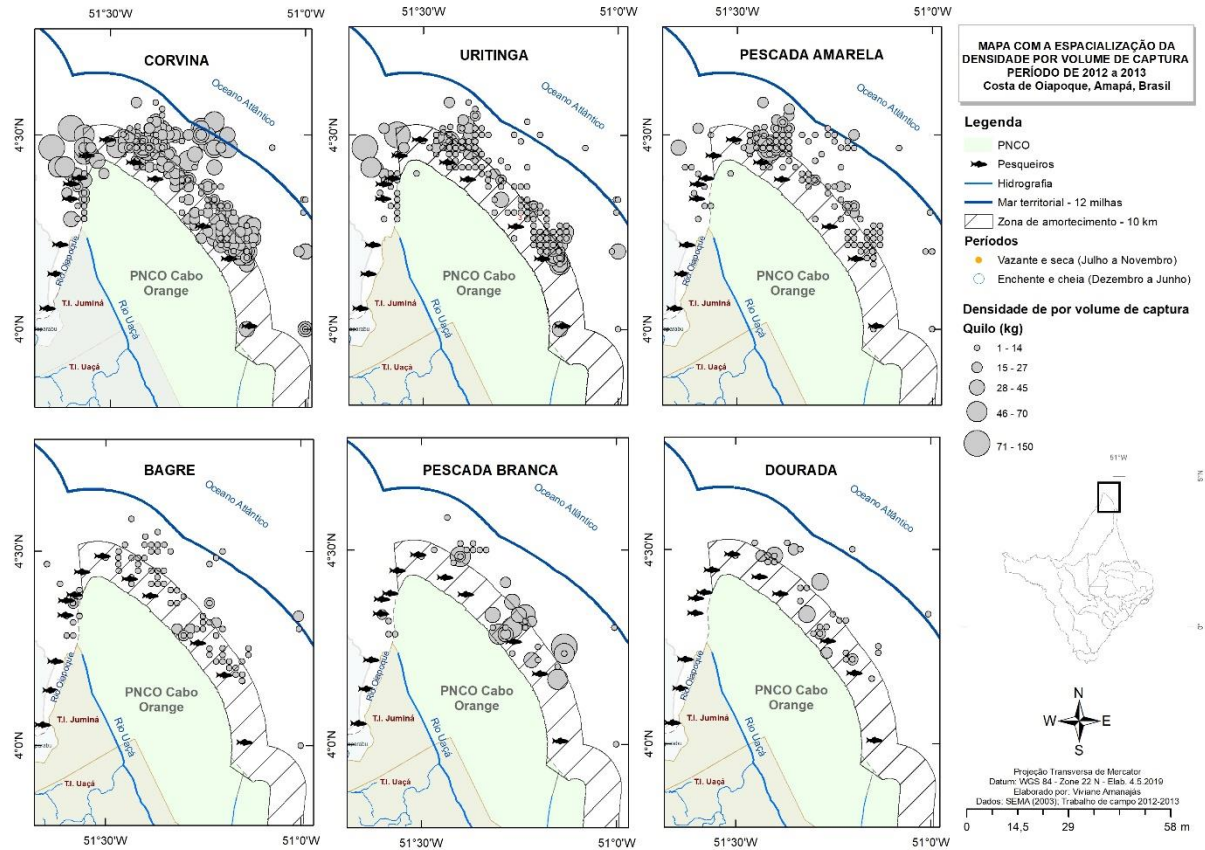 51°30'W
51°0'W
51°30'W
51°0'W
51°30'W
51°0'W
CORVINA
Oceano Atlântico
4°30'N
4°0'N
Rio Oiapoque
PNCO Cabo
Orange
T.I. Juminá
Rio Uaçá
T.I. Uaçá
URITINGA
Oceano Atlântico
4°30'N
4°0'N
Rio Oiapoque
PNCO Cabo
Orange
T.I. Juminá
Rio Uaçá
T.I. Uaçá
PESCADA AMARELA
Oceano Atlântico
4°30'N
4°0'N
Rio Oiapoque
PNCO Cabo
Orange
T.I. Juminá
Rio Uaçá
T.I. Uaçá
BAGRE
Oceano Atlântico
4°30'N
4°0'N
Rio Oiapoque
PNCO Cabo
Orange
T.I. Juminá
Rio Uaçá
T.I. Uaçá
51°30'W
51°0'W
PESCADA BRANCA
Oceano Atlântico
4°30'N
4°0'N
Rio Oiapoque
PNCO Cabo
Orange
T.I. Juminá
Rio Uaçá
T.I. Uaçá
51°30'W
51°0'W
DOURADA
Oceano Atlântico
4°30'N
4°0'N
Rio Oiapoque
PNCO Cabo
Orange
T.I. Juminá
Rio Uaçá
T.I. Uaçá
51°30'W
51°0'W
MAPA COM A ESPACIALIZAÇÃO DA
DENSIDADE POR VOLUME DE CAPTURA
PERÍODO DE 2012 a 2013
Costa de Oiapoque, Amapá, Brasil
Legenda
PNCO
Pesqueiros
Hidrografia
Mar territorial - 12 milhas
Zona de amortecimento - 10 km
Períodos
Vazante e seca (Julho a Novembro)
Enchente e cheia (Dezembro a Junho)
Densidade de por volume de captura
Quilo (kg)
1 - 14
15 - 27
28 - 45
46 - 70
71 - 150
51°W
N
W E
S
Projeção Transversa de Mercator
Datum: WGS 84 - Zone 22 N - Elab. 4.5.2019
Elaborado por: Viviane Amanajás
Dados: SEMA (2003); Trabalho de campo 2012-2013
0 14,5 29 58 m